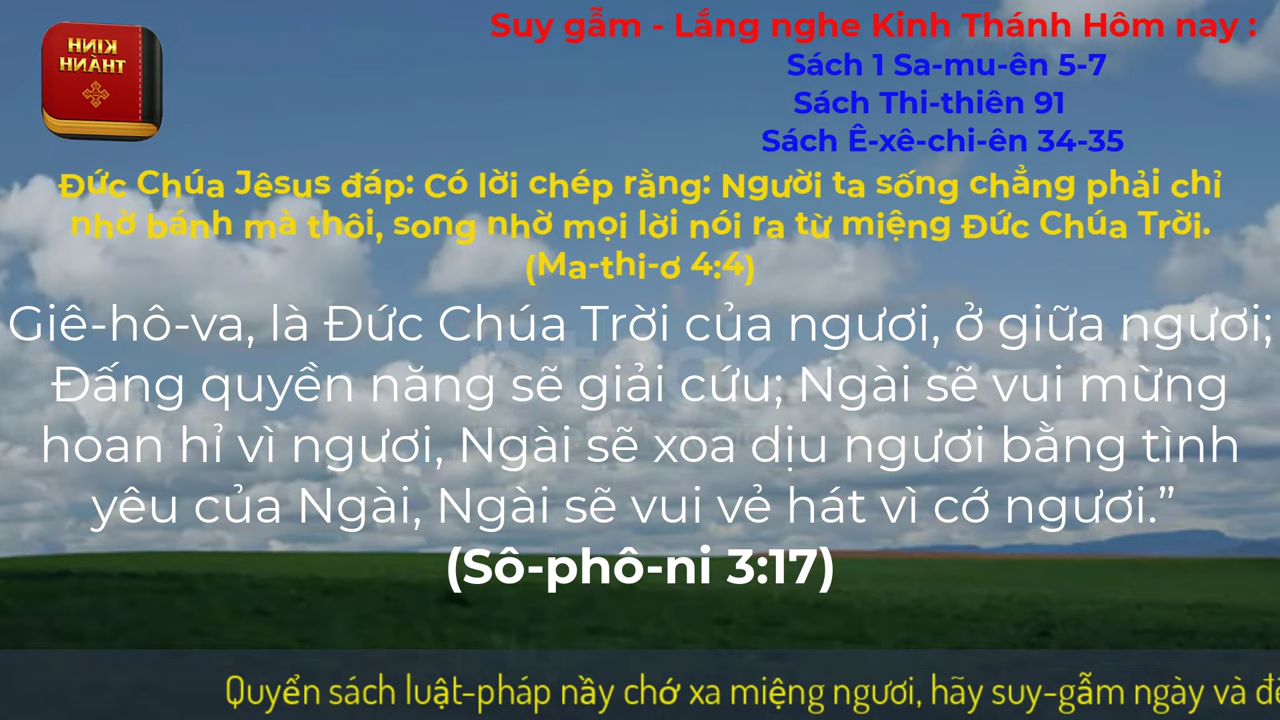 KINH
THÁNH
Suy gẫm - Lắng nghe Kinh Thánh Hôm nay :
Sách 1 Sa-mu-ên 5-7
Sách Thi-thiên 91
Sách Ê-xê-chi-ên 34-35
Đức Chúa Jêsus đáp: Có lời chép rằng: Người ta sống chẳng phải chỉ
nhờ bánh mà thôi, song nhờ mọi lời nói ra từ miệng Đức Chúa Trời.
(Ma-thi-ơ 4:4)
Giê-hô-va, là Đức Chúa Trời của ngươi, ở giữa ngươi;
Đấng quyền năng sẽ giải cứu; Ngài sẽ vui mừng
hoan hỉ vì ngươi, Ngài sẽ xoa dịu ngươi bằng tình
yêu của Ngài, Ngài sẽ vui vẻ hát vì cớ ngươi.”
(Sô-phô-ni 3:17)
Quyển sách luật-pháp nầy chớ xa miệng ngươi, hãy suy-gẫm ngày và